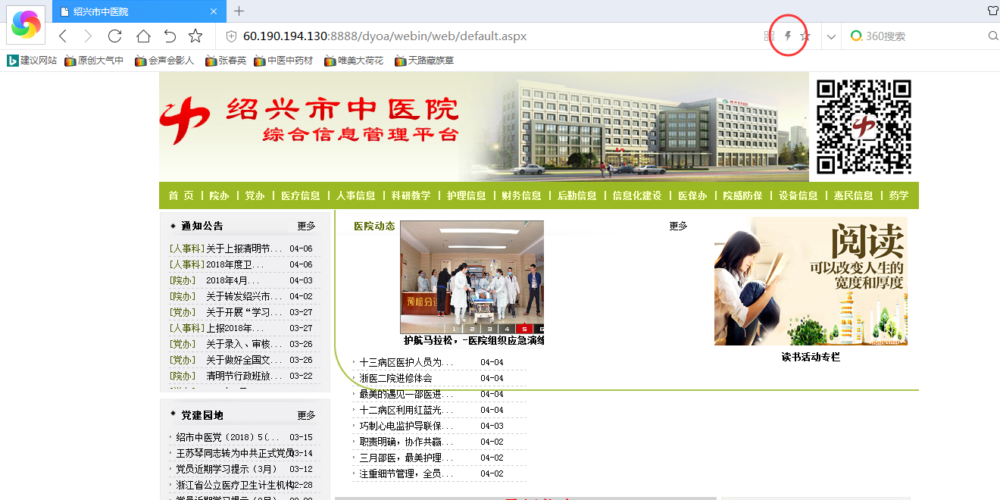 绍兴市中医院
60.190.194.130:8888/dyoa/webin/web/default.aspx
360搜索
建议网站 原创大气中 会声会影人 张春英 中医中药材 唯美大荷花 天路藏族草
绍兴市中医院
综合信息管理平台
首 页 | 院办 | 党办 | 医疗信息 | 人事信息 | 科研教学 | 护理信息 | 财务信息 | 后勤信息 | 信息化建设 | 医保办 | 院感防保 | 设备信息 | 惠民信息 | 药学
通知公告 更多
[人事科] 关于上报清明节... 04-06
[人事科] 2018年度卫... 04-06
[院办] 2018年4月... 04-03
[院办] 关于转发绍兴市... 04-02
[党办] 关于开展“学习... 03-27
[人事科] 上报2018年... 03-27
[党办] 关于录入、审核... 03-26
[党办] 关于做好全国文... 03-26
[院办] 清明节行政班放... 03-22
党建园地 更多
绍市中医党（2018）5(... 03-15
王苏琴同志转为中共正式党员 03-14
党员近期学习提示（3月） 03-12
浙江省公立医疗卫生计生机构 02-28
医院动态 更多
预检分诊
1 2 3 4 5 6
护航马拉松，-医院组织应急演练
十三病区医护人员为... 04-04
浙医二院进修体会 04-04
最美的遇见—邵医进... 04-04
十二病区利用红蓝光... 04-04
巧制心电监护导联保... 04-03
职责明确，协作共赢... 04-02
三月邵医，最美护理... 04-02
注重细节管理，全员... 04-02
阅读
可以改变人生的
宽度和厚度
读书活动专栏